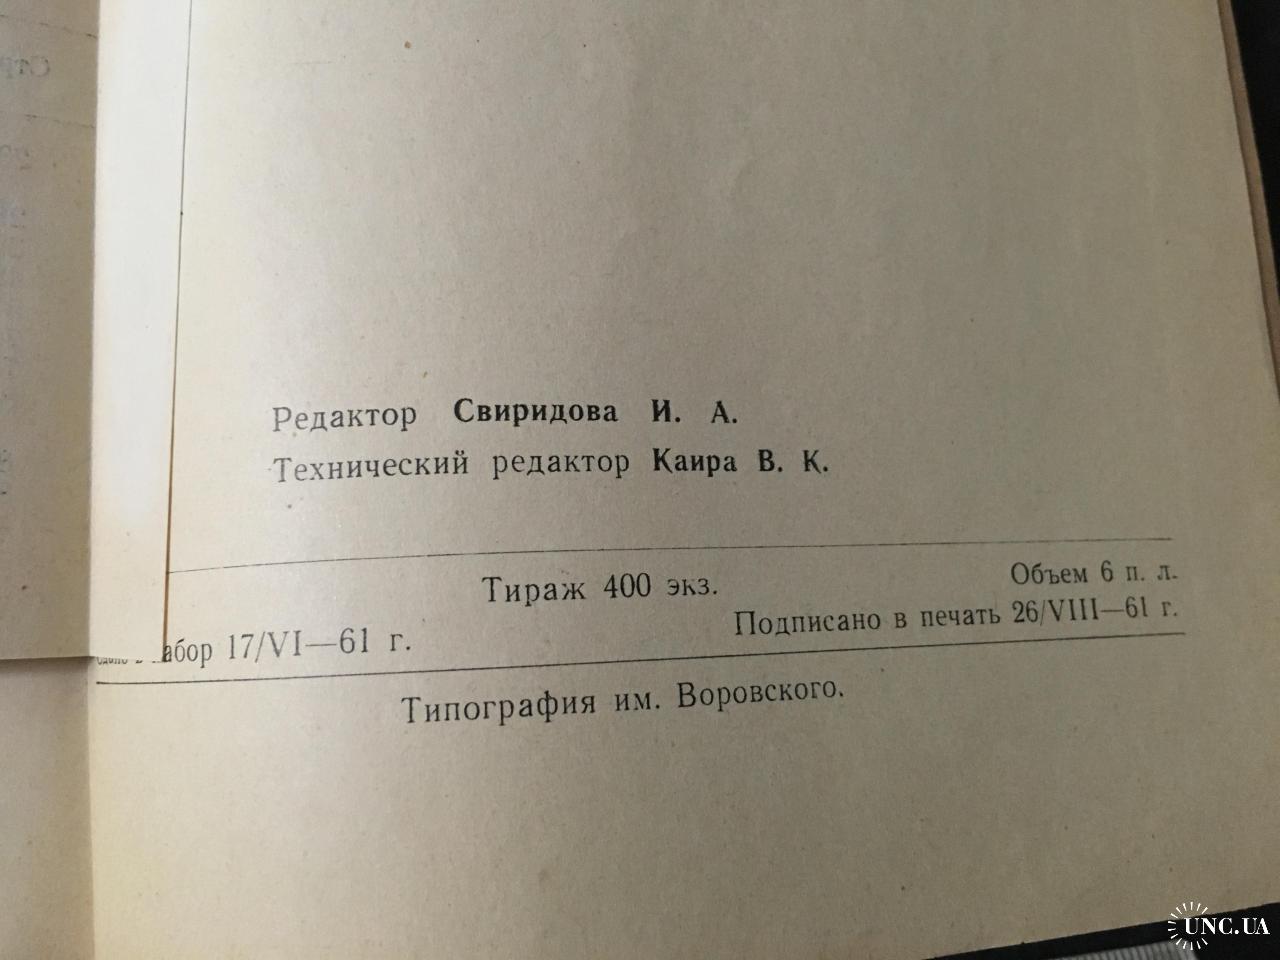 Редактор Свиридова И. А.
Технический редактор Каира В. К.
Тираж 400 экз.
Объем 6 п. л.
абор 17/VI—61 г.
Подписано в печать 26/VIII—61 г.
Типография им. Воровского.
UNC.UA